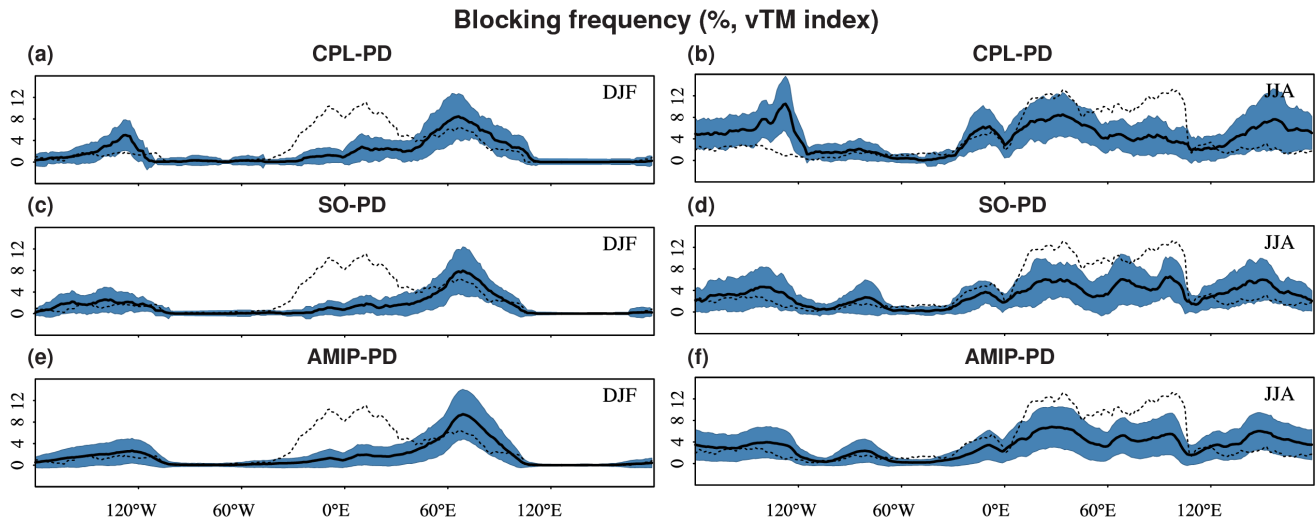 Blocking frequency (%, vTM index)
(a) CPL-PD
DJF
0 4 8 12
(b) CPL-PD
JJA
0 4 8 12
(c) SO-PD
DJF
0 4 8 12
(d) SO-PD
JJA
0 4 8 12
(e) AMIP-PD
DJF
0 4 8 12
120°W 60°W 0°E 60°E 120°E
(f) AMIP-PD
JJA
0 4 8 12
120°W 60°W 0°E 60°E 120°E